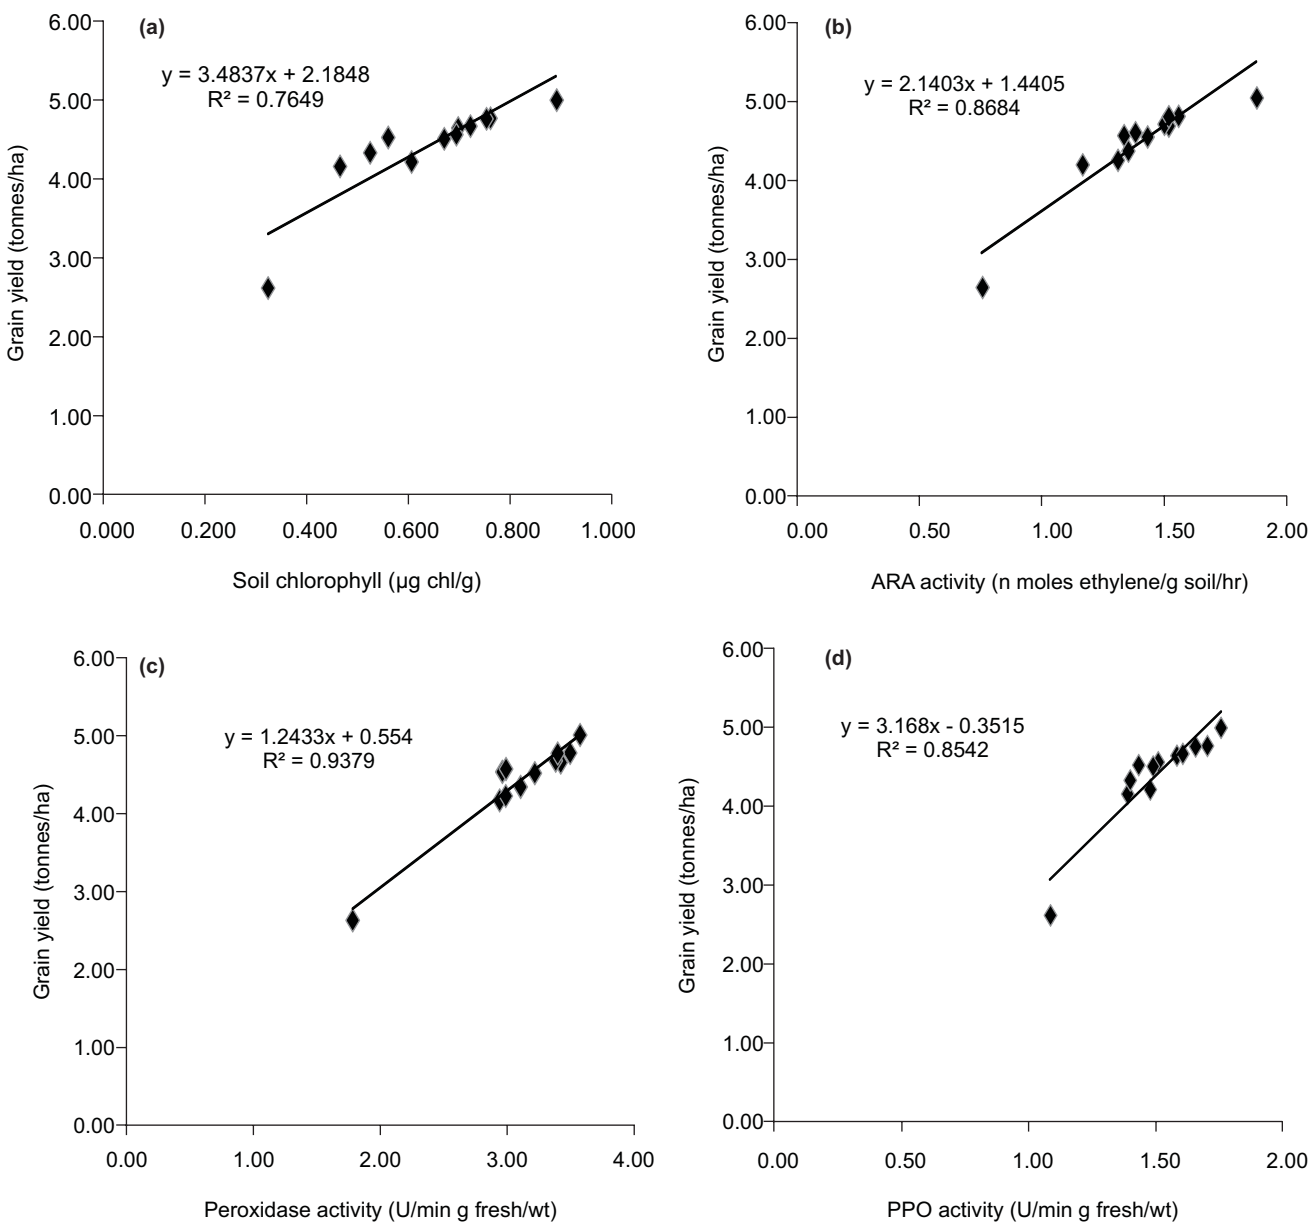 (a)
y = 3.4837x + 2.1848
R² = 0.7649
6.00
5.00
4.00
3.00
2.00
1.00
0.00
Grain yield (tonnes/ha)
0.000 0.200 0.400 0.600 0.800 1.000
Soil chlorophyll (µg chl/g)
(b)
y = 2.1403x + 1.4405
R² = 0.8684
6.00
5.00
4.00
3.00
2.00
1.00
0.00
Grain yield (tonnes/ha)
0.00 0.50 1.00 1.50 2.00
ARA activity (n moles ethylene/g soil/hr)
(c)
y = 1.2433x + 0.554
R² = 0.9379
6.00
5.00
4.00
3.00
2.00
1.00
0.00
Grain yield (tonnes/ha)
0.00 1.00 2.00 3.00 4.00
Peroxidase activity (U/min g fresh/wt)
(d)
y = 3.168x - 0.3515
R² = 0.8542
6.00
5.00
4.00
3.00
2.00
1.00
0.00
Grain yield (tonnes/ha)
0.00 0.50 1.00 1.50 2.00
PPO activity (U/min g fresh/wt)